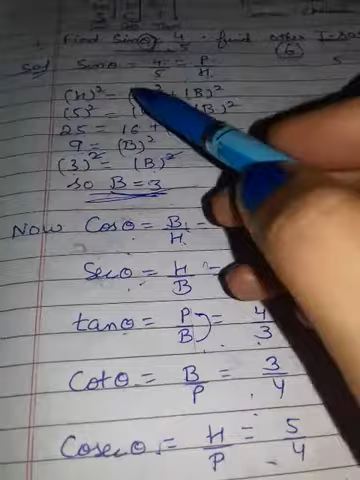 Find Sinθ = 4/5 . find other T-
(6)
Sol Sinθ = 4/5 = P/H 5
(H)² = + (B)²
(5)² = (B)²
25 = 16 +
9 = (B)²
(3)² = (B)²
so B = 3
Now Cosθ = B/H =
Secθ = H/B =
tanθ = P/B = 4/3
Cotθ = B/P = 3/4
Cosecθ = H/P = 5/4